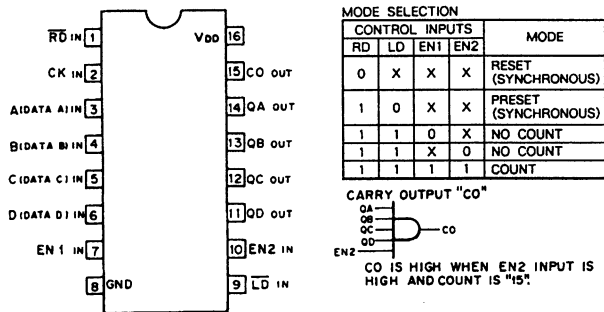 RD IN 1
CK IN 2
A(DATA A)IN 3
B(DATA B)IN 4
C(DATA C)IN 5
D(DATA D)IN 6
EN 1 IN 7
8 GND
VDD 16
15 CO OUT
14 QA OUT
13 QB OUT
12 QC OUT
11 QD OUT
10 EN2 IN
9 LD IN
MODE SELECTION
CONTROL INPUTS MODE
RD LD EN1 EN2
0 X X X RESET (SYNCHRONOUS)
1 0 X X PRESET (SYNCHRONOUS)
1 1 0 X NO COUNT
1 1 X 0 NO COUNT
1 1 1 1 COUNT
CARRY OUTPUT "CO"
QA
QB
QC
QD
EN2
CO
CO IS HIGH WHEN EN2 INPUT IS
HIGH AND COUNT IS "15".